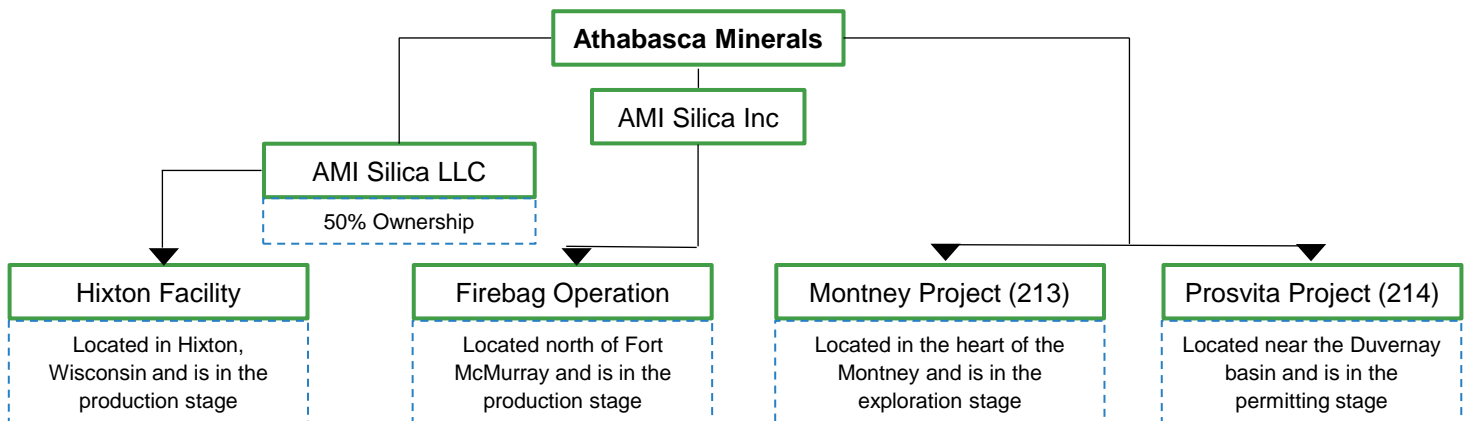 Athabasca Minerals
AMI Silica Inc
AMI Silica LLC
50% Ownership
Hixton Facility
Located in Hixton,
Wisconsin and is in the
production stage
Firebag Operation
Located north of Fort
McMurray and is in the
production stage
Montney Project (213)
Located in the heart of the
Montney and is in the
exploration stage
Prosvita Project (214)
Located near the Duvernay
basin and is in the
permitting stage